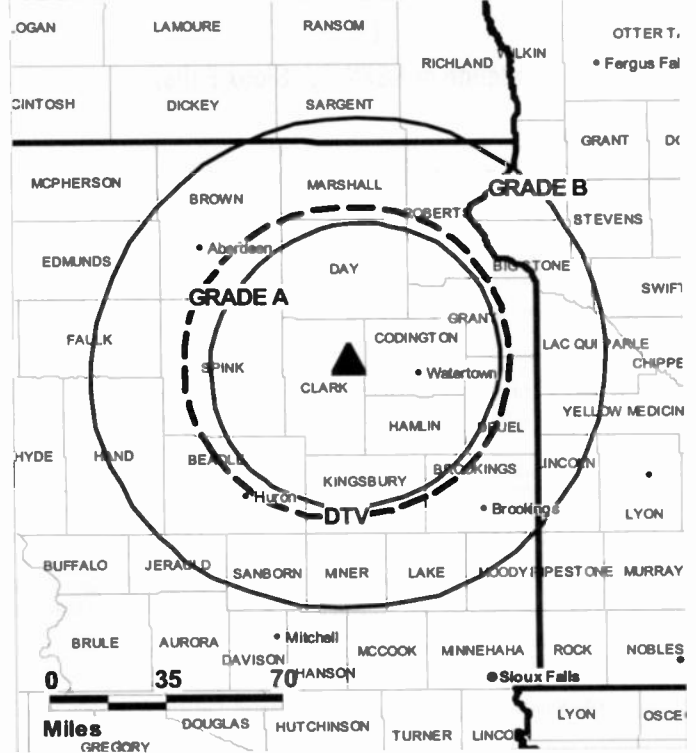 OGAN LAMOURE RANSOM OTTER T
RICHLAND WILKIN
Fergus Fal
CINTOSH DICKEY SARGENT
GRANT DO
MCPHERSON MARSHALL GRADE B
BROWN
ROBERTS STEVENS
Aberdeen
EDMUNDS DAY BIG STONE
GRADE A SWIFT
GRANT
FAULK CODINGTON LAC QUI PARLE
SPINK CHIPPE
Watertown
CLARK
HAMLIN DEUEL YELLOW MEDICIN
HYDE HAND BEADLE BROOKINGS LINCOLN
KINGSBURY
Huron
DTV Brookings LYON
BUFFALO JERAULD SANBORN MINER LAKE MOODY PIPESTONE MURRAY
Mitchell
BRULE AURORA MCCOOK MINNEHAHA ROCK NOBLES
DAVISON
HANSON
0 35 70 Sioux Falls
Miles DOUGLAS HUTCHINSON LYON OSCE
TURNER LINCO
GREGORY